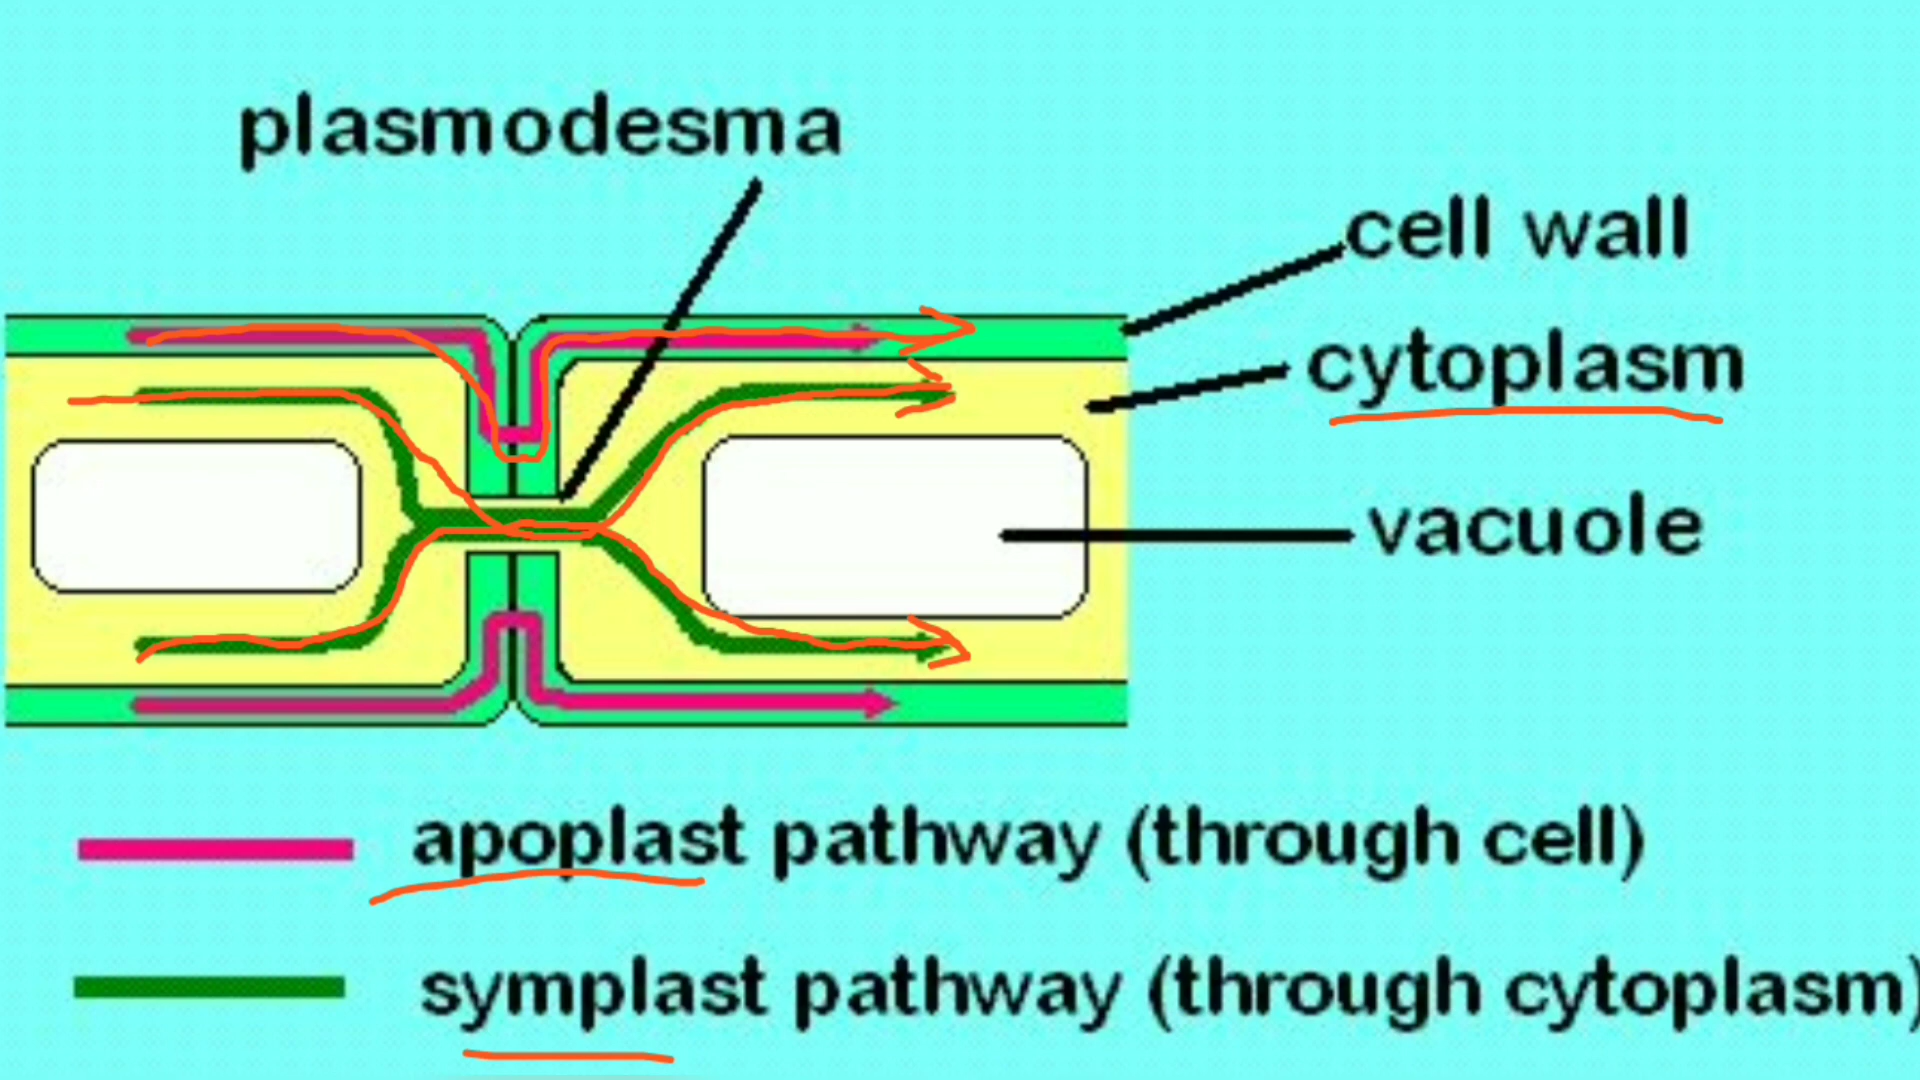 plasmodesma
cell wall
cytoplasm
vacuole
apoplast pathway (through cell)
symplast pathway (through cytoplasm)